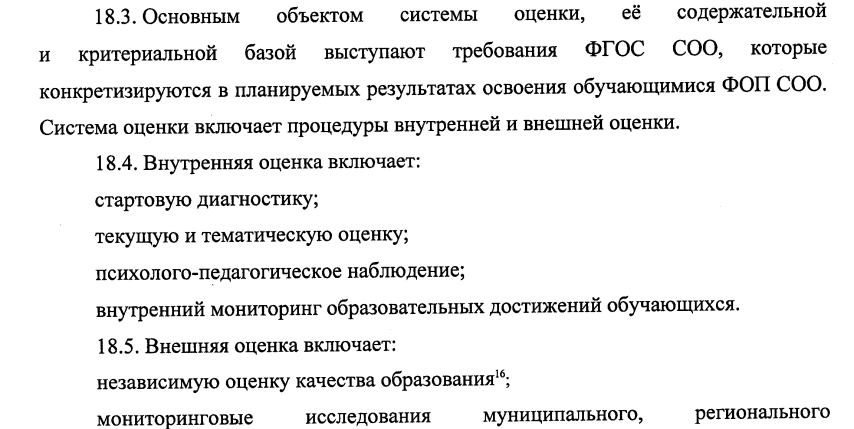 18.3. Основным объектом системы оценки, её содержательной
и критериальной базой выступают требования ФГОС СОО, которые
конкретизируются в планируемых результатах освоения обучающимися ФОП СОО.
Система оценки включает процедуры внутренней и внешней оценки.
18.4. Внутренняя оценка включает:
стартовую диагностику;
текущую и тематическую оценку;
психолого-педагогическое наблюдение;
внутренний мониторинг образовательных достижений обучающихся.
18.5. Внешняя оценка включает:
независимую оценку качества образования¹⁶;
мониторинговые исследования муниципального, регионального